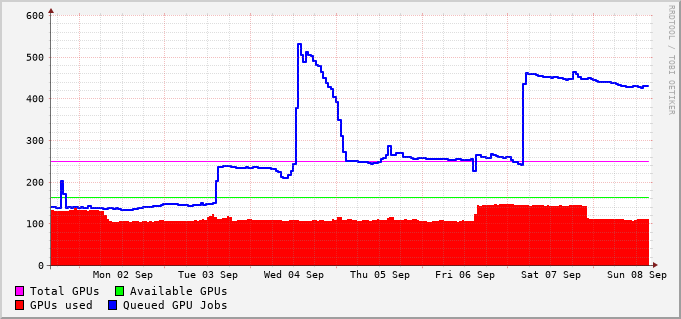 600
500
400
300
200
100
0
Mon 02 Sep Tue 03 Sep Wed 04 Sep Thu 05 Sep Fri 06 Sep Sat 07 Sep Sun 08 Sep
Total GPUs Available GPUs
GPUs used Queued GPU Jobs
RRDTOOL / TOBI OETIKER